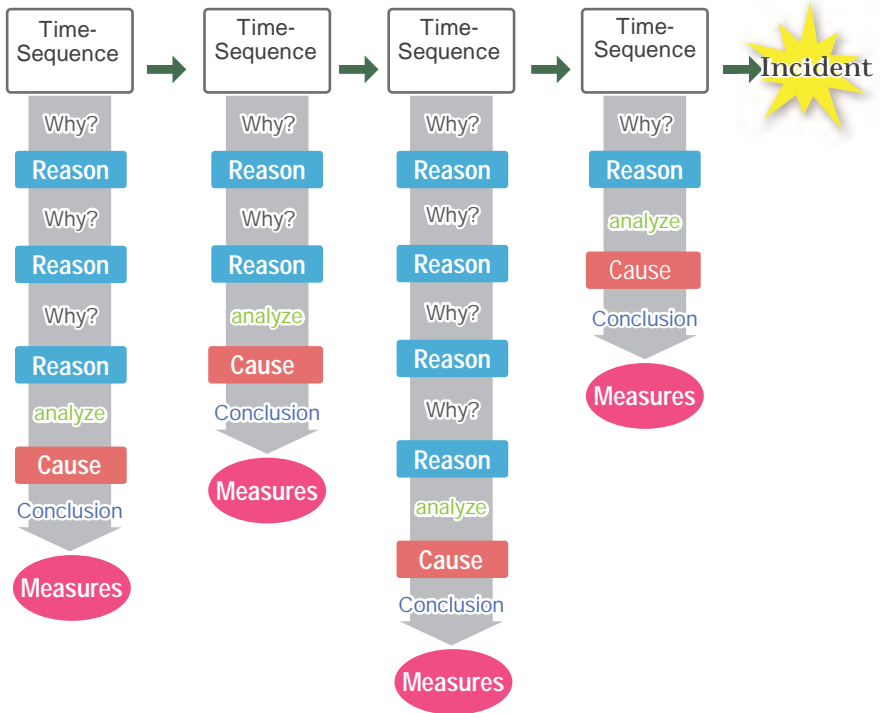 Time-
Sequence
Why?
Reason
Why?
Reason
Why?
Reason
analyze
Cause
Conclusion
Measures
Time-
Sequence
Why?
Reason
Why?
Reason
analyze
Cause
Conclusion
Measures
Time-
Sequence
Why?
Reason
Why?
Reason
Why?
Reason
Why?
Reason
analyze
Cause
Conclusion
Measures
Time-
Sequence
Why?
Reason
analyze
Cause
Conclusion
Measures
Incident